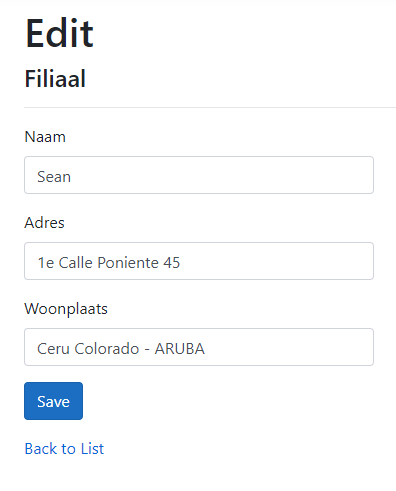 Edit
Filiaal
Naam
Sean
Adres
1e Calle Poniente 45
Woonplaats
Ceru Colorado - ARUBA
Save
Back to List